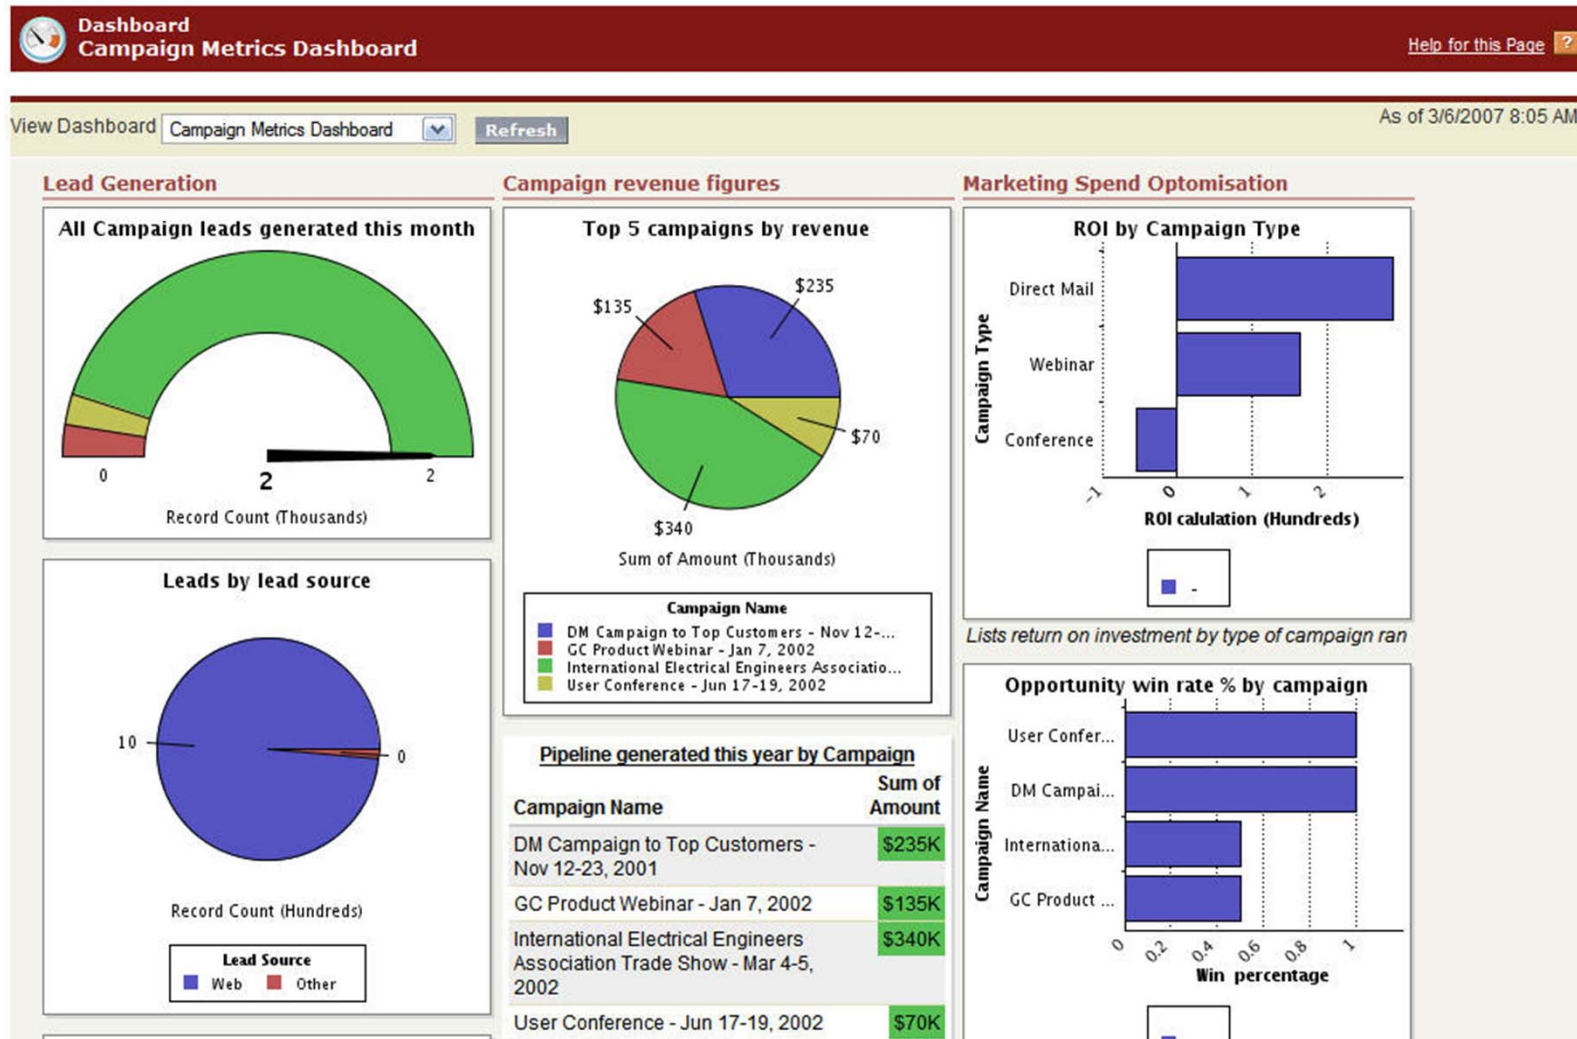 Dashboard
Campaign Metrics Dashboard
Help for this Page ?
View Dashboard Campaign Metrics Dashboard Refresh
As of 3/6/2007 8:05 AM
Lead Generation
All Campaign leads generated this month
0
2
2
Record Count (Thousands)
Leads by lead source
10
0
Record Count (Hundreds)
Lead Source
Web Other
Campaign revenue figures
Top 5 campaigns by revenue
$235
$135
$70
$340
Sum of Amount (Thousands)
Campaign Name
DM Campaign to Top Customers - Nov 12-...
GC Product Webinar - Jan 7, 2002
International Electrical Engineers Associatio...
User Conference - Jun 17-19, 2002
Pipeline generated this year by Campaign
Sum of
Campaign Name Amount
DM Campaign to Top Customers - $235K
Nov 12-23, 2001
GC Product Webinar - Jan 7, 2002 $135K
International Electrical Engineers $340K
Association Trade Show - Mar 4-5,
2002
User Conference - Jun 17-19, 2002 $70K
Marketing Spend Optomisation
ROI by Campaign Type
Campaign Type
Direct Mail
Webinar
Conference
-1 0 1 2
ROI calulation (Hundreds)
-
Lists return on investment by type of campaign ran
Opportunity win rate % by campaign
Campaign Name
User Confer...
DM Campai...
Internationa...
GC Product ...
0 0.2 0.4 0.6 0.8 1
Win percentage